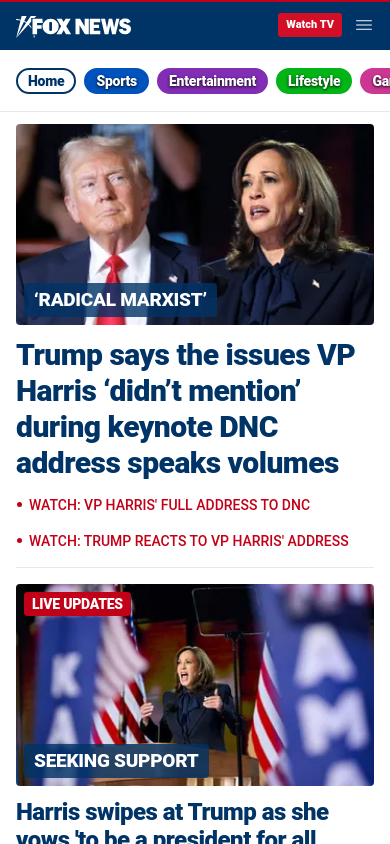 FOX NEWS
Watch TV
Home
Sports
Entertainment
Lifestyle
Ga
‘RADICAL MARXIST’
Trump says the issues VP
Harris ‘didn’t mention’
during keynote DNC
address speaks volumes
• WATCH: VP HARRIS' FULL ADDRESS TO DNC
• WATCH: TRUMP REACTS TO VP HARRIS' ADDRESS
LIVE UPDATES
KA
AMA
SEEKING SUPPORT
Harris swipes at Trump as she
vows 'to be a president for all